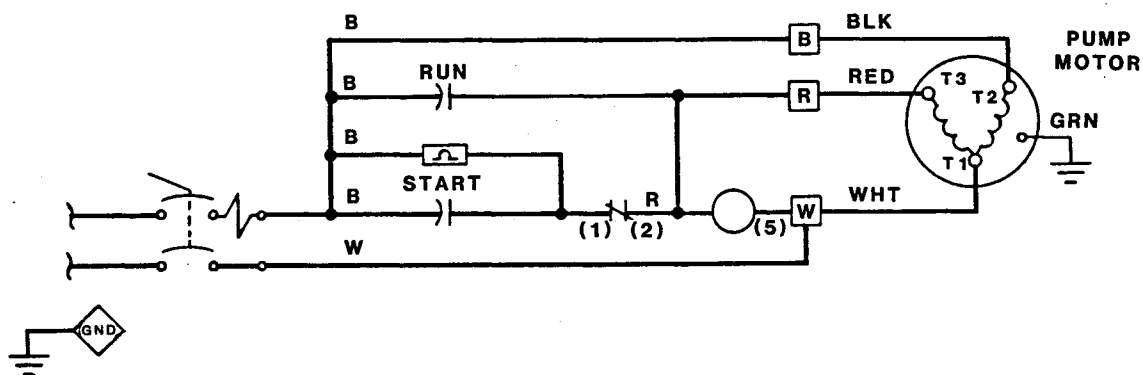 B
B
BLK
PUMP
MOTOR
B
RUN
RED
R
T3
T2
GRN
B
START
T1
B
R
WHT
(1)
(2)
(5)
W
W
GND